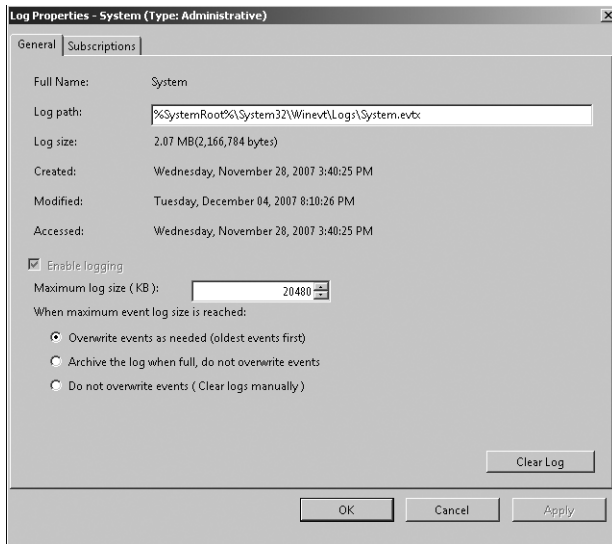 Log Properties - System (Type: Administrative)
General Subscriptions
Full Name: System
Log path: %SystemRoot%\System32\Winevt\Logs\System.evtx
Log size: 2.07 MB(2,166,784 bytes)
Created: Wednesday, November 28, 2007 3:40:25 PM
Modified: Tuesday, December 04, 2007 8:10:26 PM
Accessed: Wednesday, November 28, 2007 3:40:25 PM
Enable logging
Maximum log size ( KB ): 20480
When maximum event log size is reached:
Overwrite events as needed (oldest events first)
Archive the log when full, do not overwrite events
Do not overwrite events ( Clear logs manually )
Clear Log
OK Cancel Apply